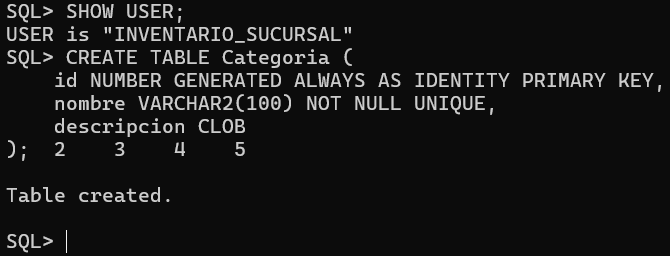 SQL> SHOW USER;
USER is "INVENTARIO_SUCURSAL"
SQL> CREATE TABLE Categoria (
    id NUMBER GENERATED ALWAYS AS IDENTITY PRIMARY KEY,
    nombre VARCHAR2(100) NOT NULL UNIQUE,
    descripcion CLOB
);  2    3    4    5
Table created.
SQL>